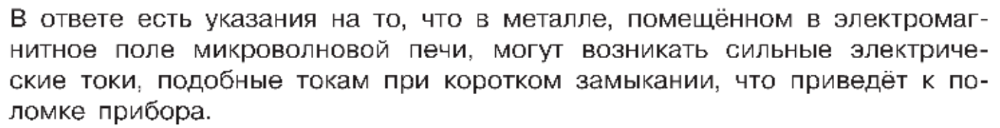 В ответе есть указания на то, что в металле, помещённом в электромаг-
нитное поле микроволновой печи, могут возникать сильные электриче-
ские токи, подобные токам при коротком замыкании, что приведёт к по-
ломке прибора.